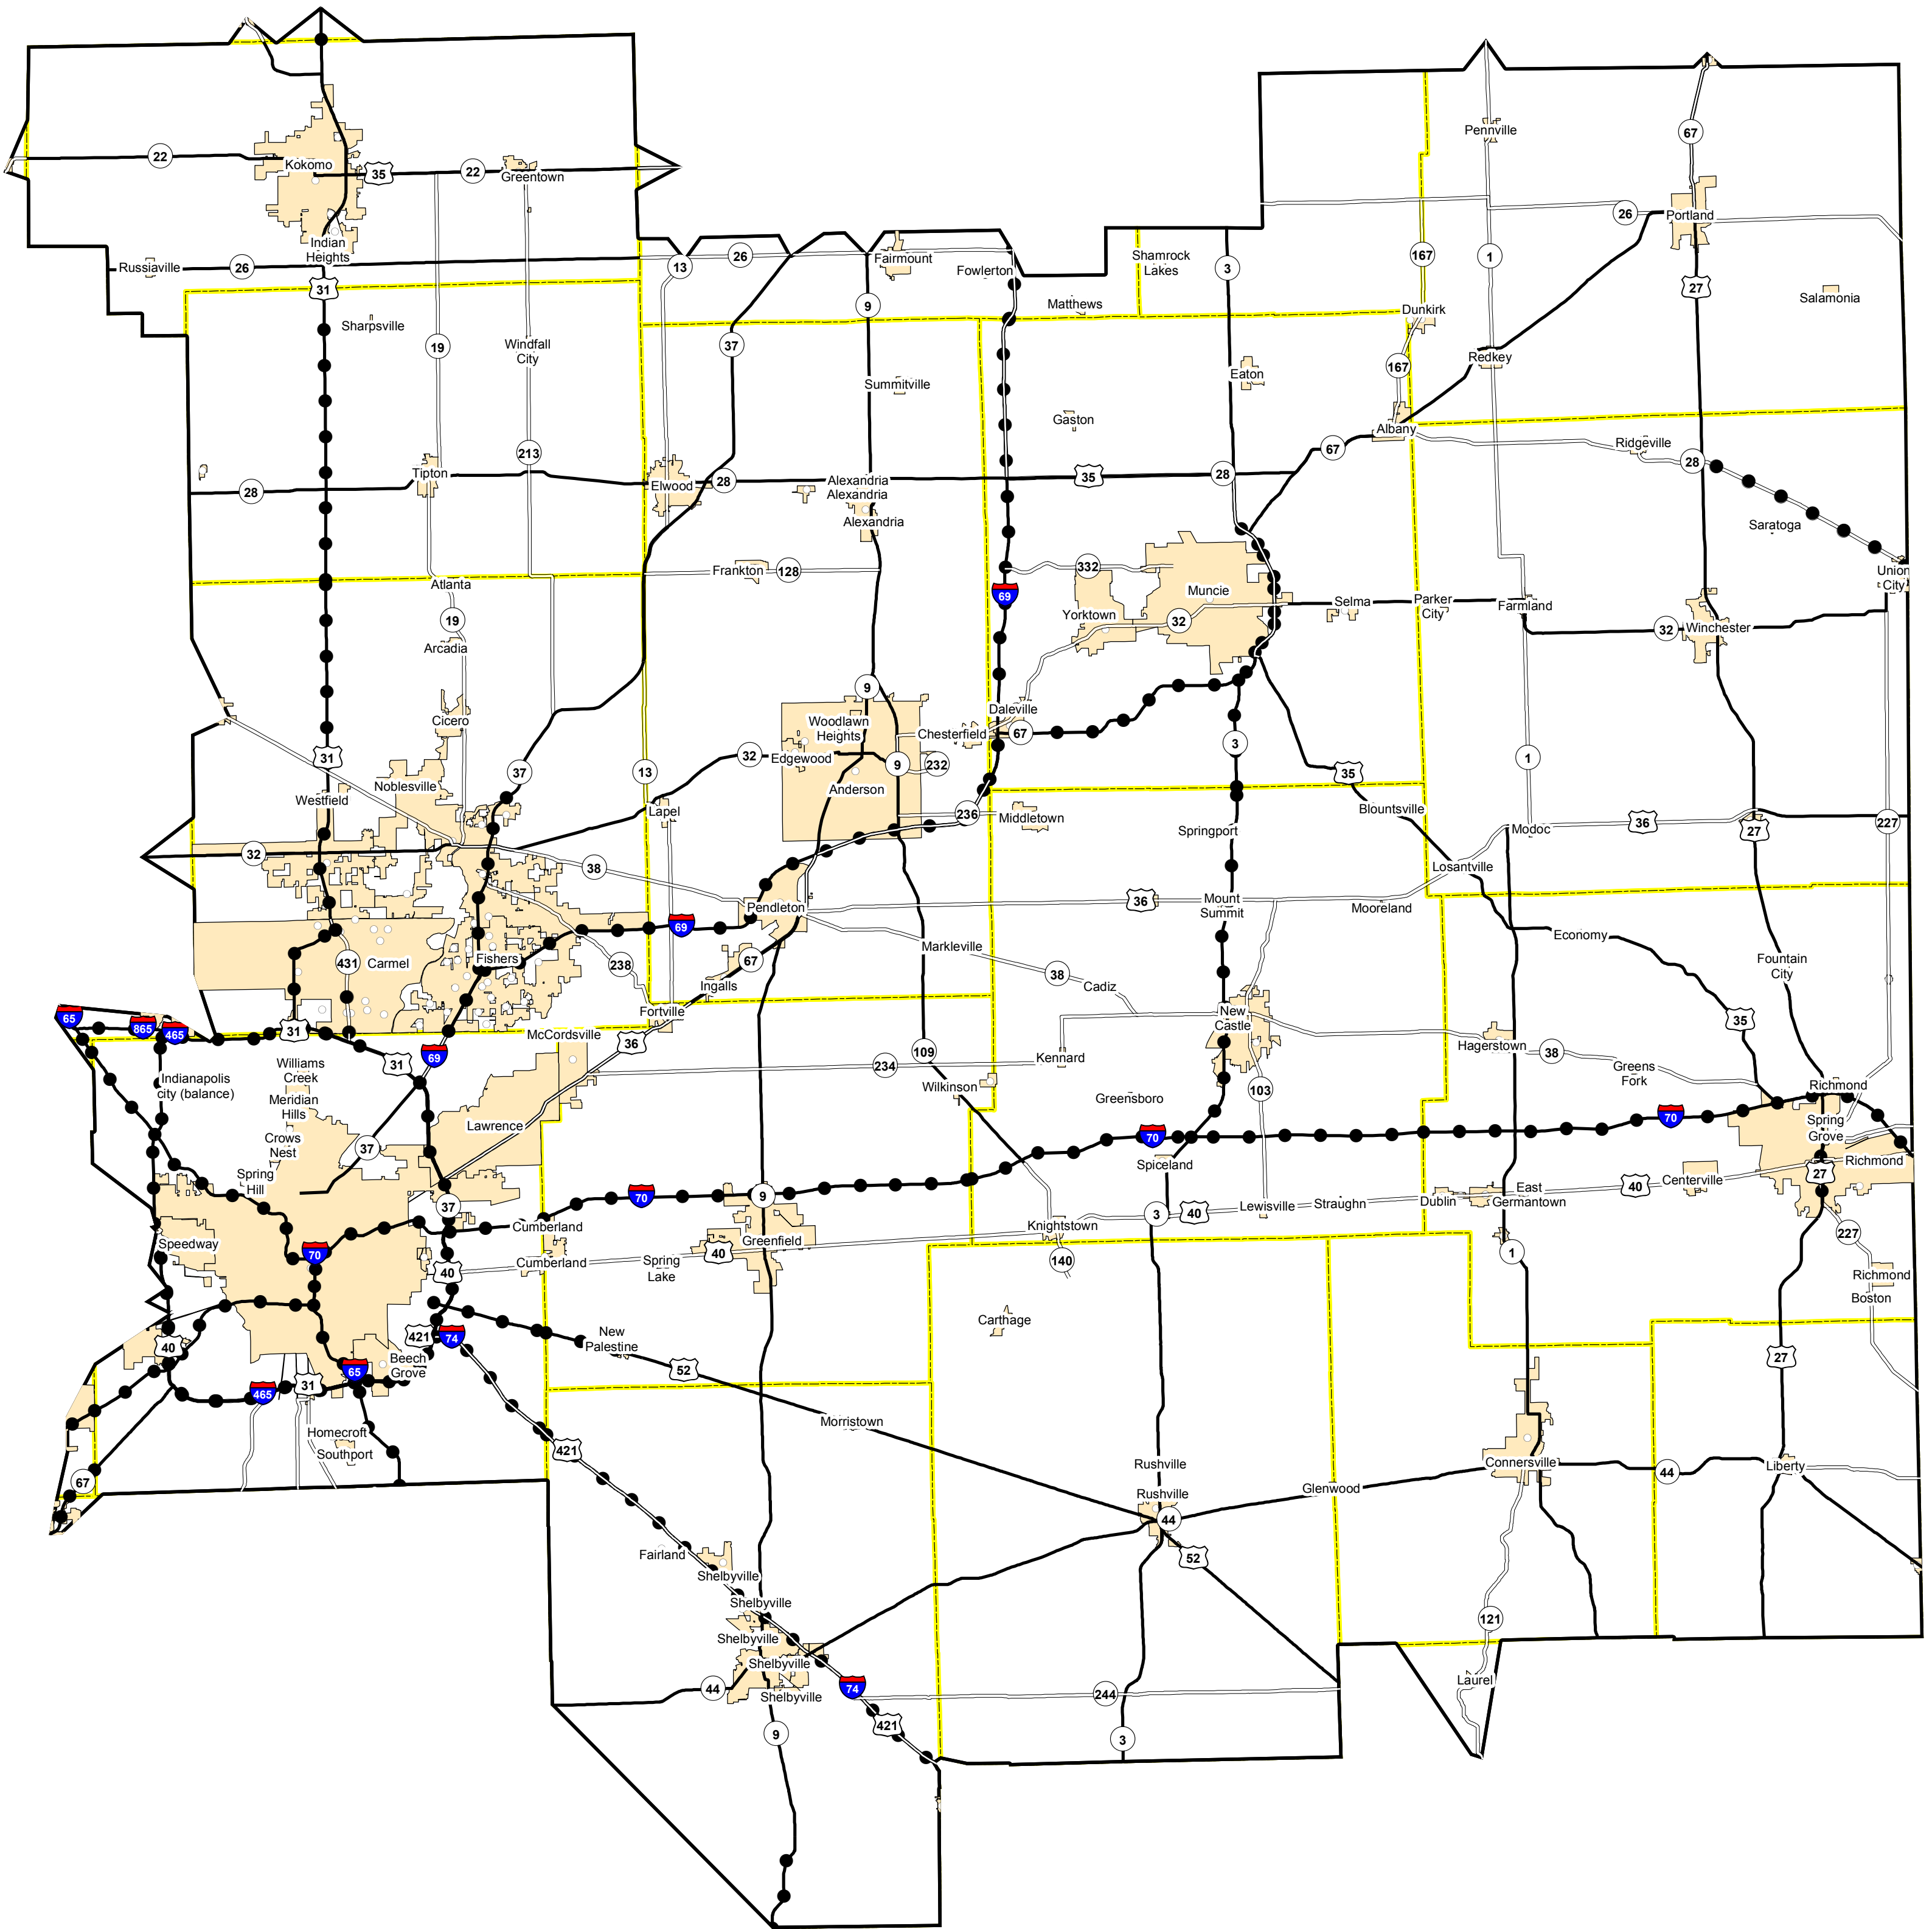 Pennville
67
22
Kokomo
35
22
Greentown
26
Portland
Indian
Heights
Russiaville
26
13
26
Fairmount
Fowlerton
Shamrock
Lakes
3
167
1
31
27
Salamonia
Sharpsville
9
Matthews
Dunkirk
19
Windfall
City
37
Redkey
167
Summitville
Eaton
Gaston
Albany
Ridgeville
213
67
28
Tipton
28
Elwood
28
Alexandria
Alexandria
35
28
Alexandria
Saratoga
Frankton
128
332
Union
City
Atlanta
69
Muncie
Yorktown
32
Selma
Parker
City
Farmland
32
Winchester
19
Arcadia
9
Cicero
Woodlawn
Heights
Daleville
Chesterfield
67
3
31
32
Edgewood
9
232
1
37
13
35
Noblesville
Anderson
Westfield
Lapel
236
Middletown
Blountsville
Springport
Modoc
36
27
227
32
38
Losantville
Pendleton
36
Mount
Summit
Mooreland
69
Markleville
Economy
431
Carmel
Fishers
238
67
38
Cadiz
Fountain
City
Ingalls
65
865
465
31
McCordsville
Fortville
36
New
Castle
35
Hagerstown
38
Williams
Creek
31
69
109
234
Kennard
Greens
Fork
Indianapolis
city (balance)
Meridian
Hills
Wilkinson
103
Richmond
Greensboro
70
Spring
Grove
Lawrence
Crows
Nest
37
70
Richmond
Spring
Hill
Spiceland
27
70
9
37
Lewisville
Straughn
Dublin
East
Germantown
40
Centerville
3
40
Speedway
Cumberland
Knightstown
227
70
Greenfield
40
Cumberland
Spring
Lake
40
140
1
Richmond
Boston
Carthage
421
74
New
Palestine
40
52
27
Beech
Grove
65
31
465
Morristown
Homecroft
Southport
421
Rushville
Connersville
44
Liberty
67
Rushville
Glenwood
44
Fairland
52
Shelbyville
Shelbyville
121
Shelbyville
Shelbyville
44
Shelbyville
74
244
Laurel
9
421
3